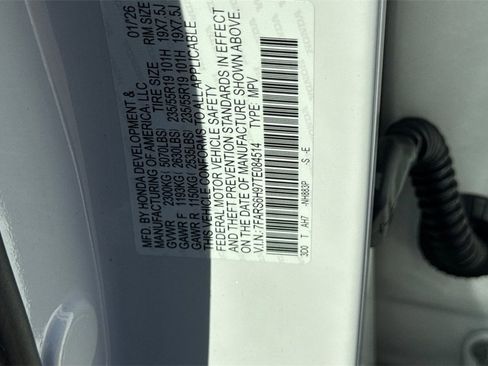 MFD. BY HONDA DEVELOPMENT & 01/26
MANUFACTURING OF AMERICA, LLC TIRE SIZE RIM SIZE
GVWR 2300KG( 5070LBS) 235/55R19 101H 19X7.5J
GAWR F 1193KG( 2630LBS) 235/55R19 101H 19X7.5J
GAWR R 1150KG( 2535LBS)
THIS VEHICLE CONFORMS TO ALL APPLICABLE
FEDERAL MOTOR VEHICLE SAFETY
AND THEFT PREVENTION STANDARDS IN EFFECT
ON THE DATE OF MANUFACTURE SHOWN ABOVE.
V.I.N.: 7FARS6H97TE084514 TYPE: MPV
300 T AH7 -NH883P -S -E